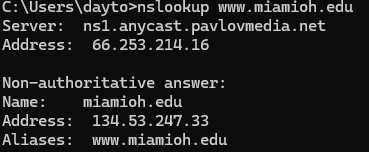 C:\Users\dayto>nslookup www.miamioh.edu
Server:  ns1.anycast.pavlovmedia.net
Address:  66.253.214.16

Non-authoritative answer:
Name:    miamioh.edu
Address:  134.53.247.33
Aliases:  www.miamioh.edu